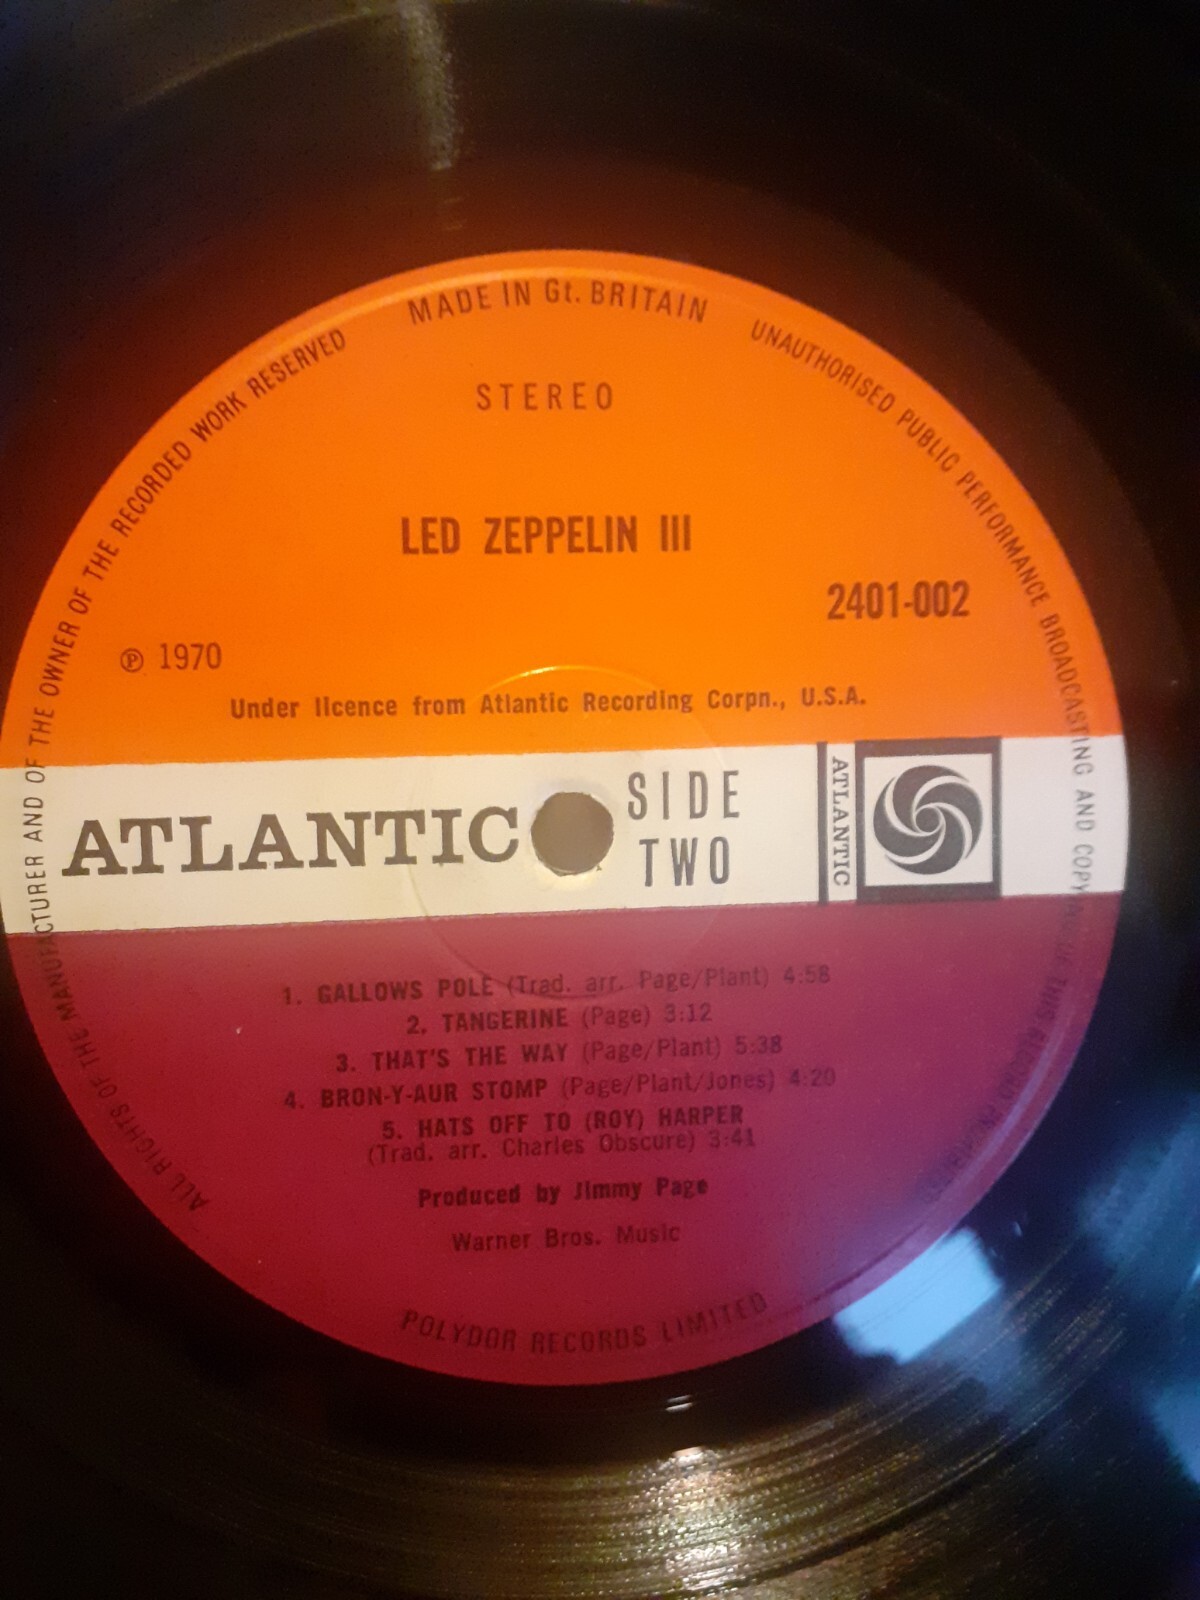 MADE IN Gt. BRITAIN
UNAUTHORISED PUBLIC PERFORMANCE BROADCASTING AND COPYING OF THIS RECORD PROHIBITED
ALL RIGHTS OF THE MANUFACTURER AND OF THE OWNER OF THE RECORDED WORK RESERVED
STEREO
LED ZEPPELIN III
2401-002
℗ 1970
Under licence from Atlantic Recording Corpn., U.S.A.
ATLANTIC
SIDE
TWO
ATLANTIC
1. GALLOWS POLE (Trad. arr. Page/Plant) 4:58
2. TANGERINE (Page) 3:12
3. THAT'S THE WAY (Page/Plant) 5:38
4. BRON-Y-AUR STOMP (Page/Plant/Jones) 4:20
5. HATS OFF TO (ROY) HARPER
(Trad. arr. Charles Obscure) 3:41
Produced by Jimmy Page
Warner Bros. Music
POLYDOR RECORDS LIMITED